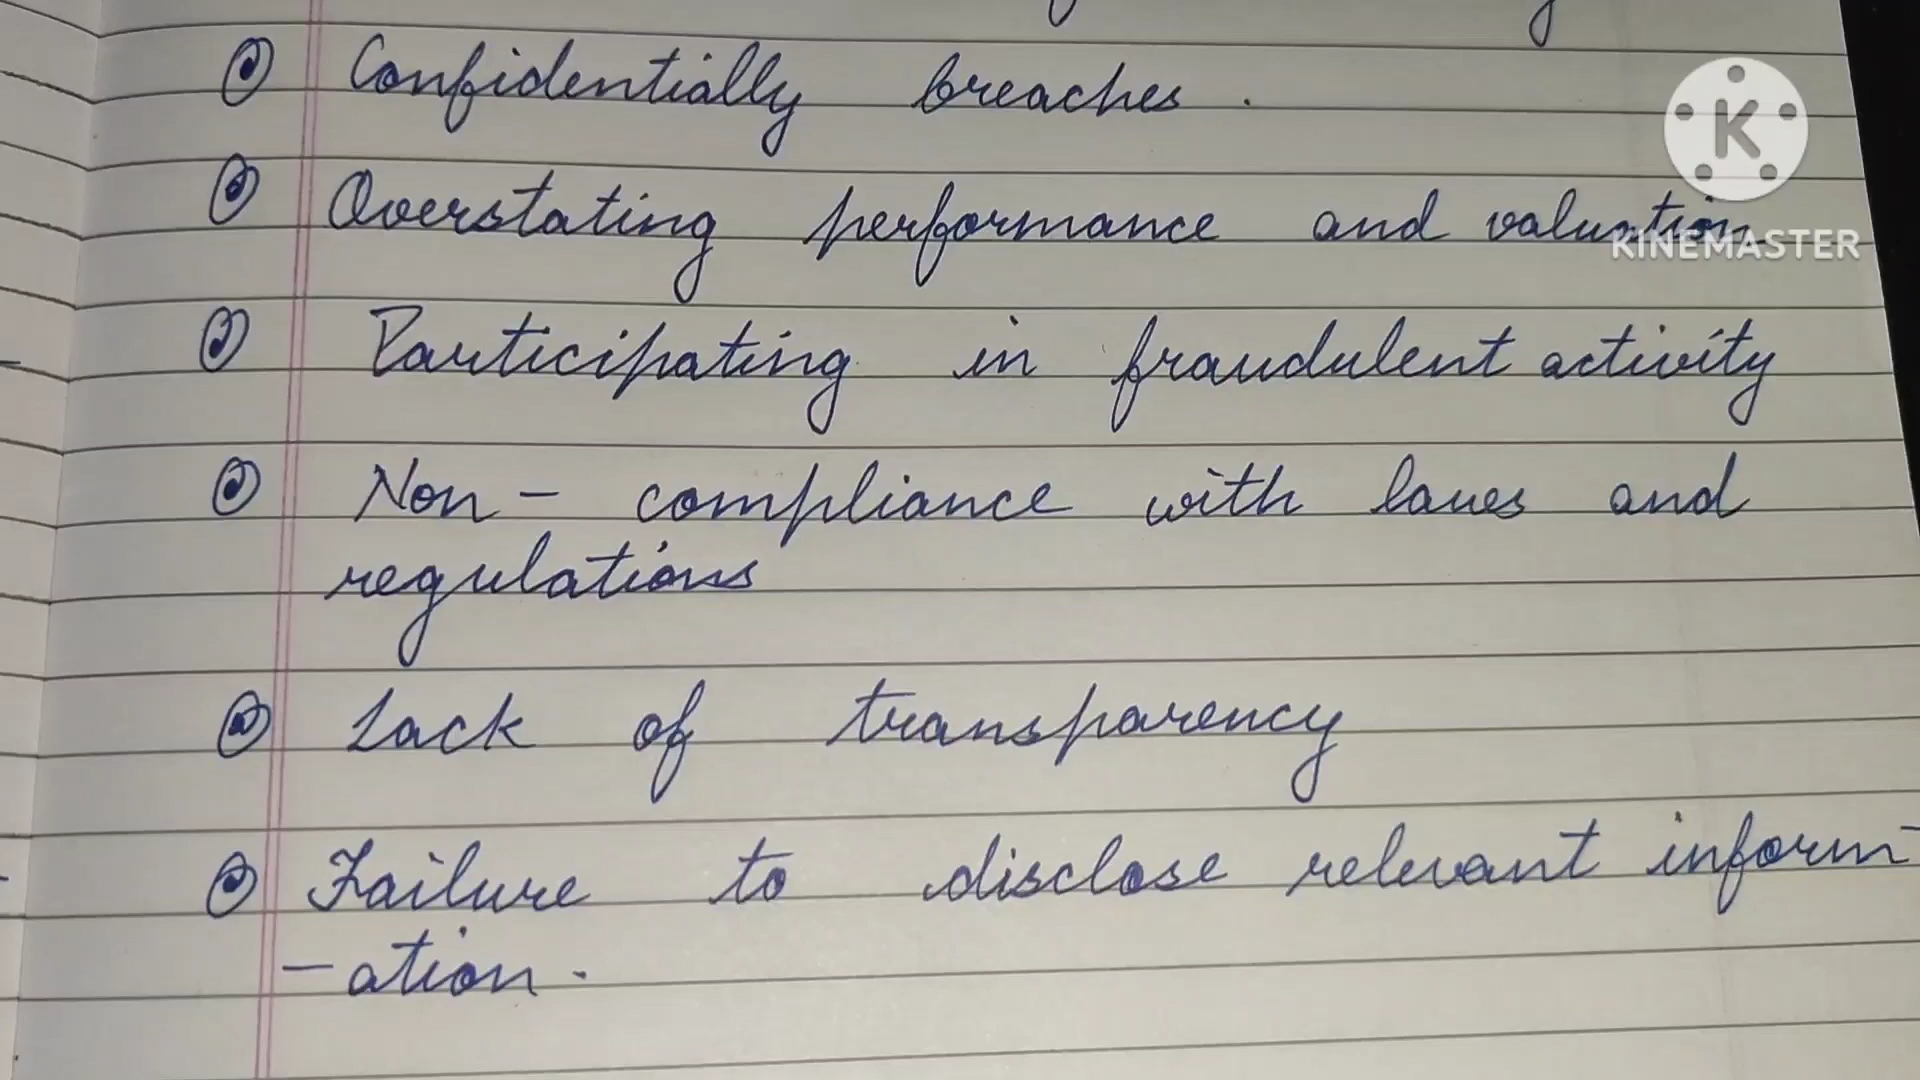 Confidentially breaches.
Overstating performance and valuation
Participating in fraudulent activity
Non - compliance with laws and
regulations
Lack of transparency
Failure to disclose relevant inform-
-ation.
K
KINEMASTER